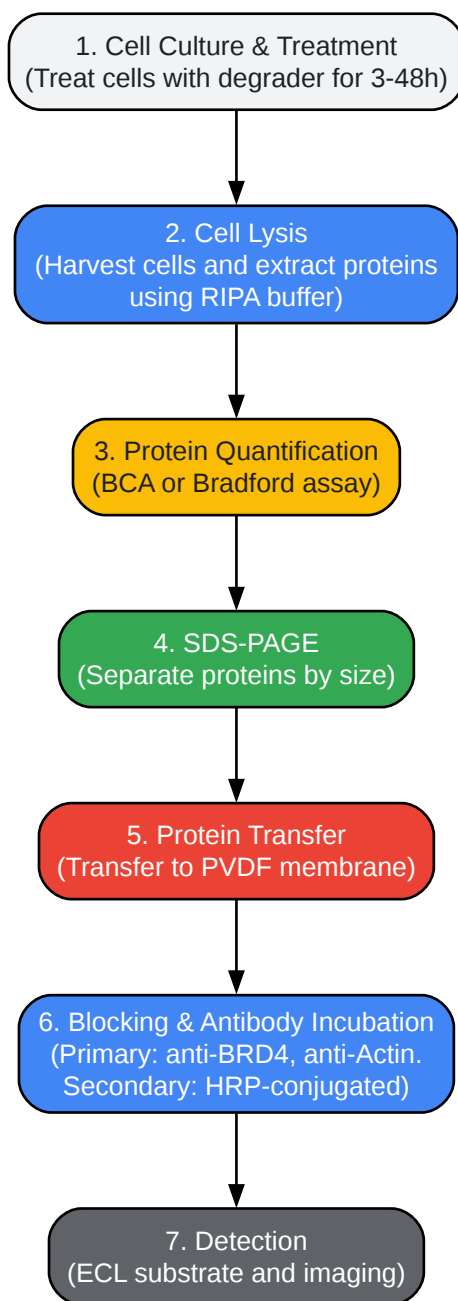 1. Cell Culture & Treatment
(Treat cells with degrader for 3-48h)
2. Cell Lysis
(Harvest cells and extract proteins
using RIPA buffer)
3. Protein Quantification
(BCA or Bradford assay)
4. SDS-PAGE
(Separate proteins by size)
5. Protein Transfer
(Transfer to PVDF membrane)
6. Blocking & Antibody Incubation
(Primary: anti-BRD4, anti-Actin.
Secondary: HRP-conjugated)
7. Detection
(ECL substrate and imaging)